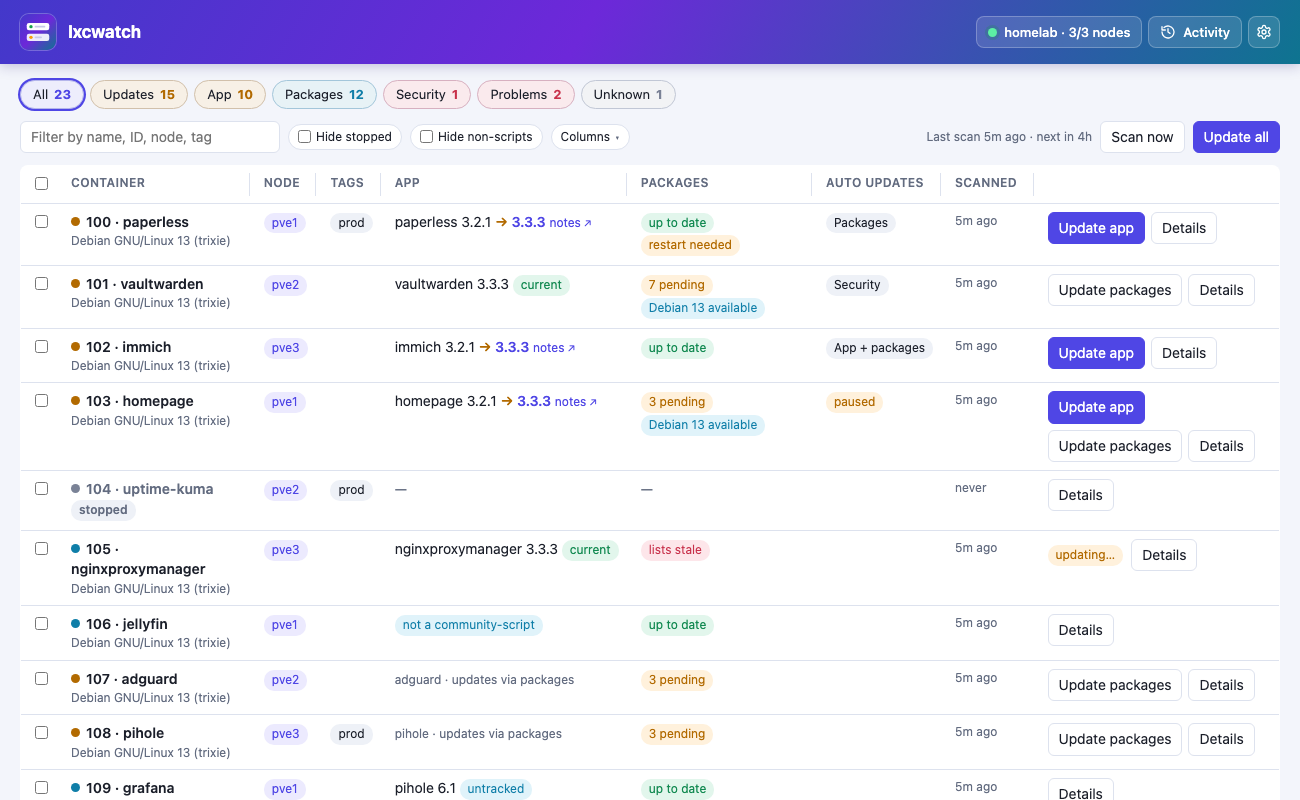 lxcwatch
homelab · 3/3 nodes
Activity
All 23
Updates 15
App 10
Packages 12
Security 1
Problems 2
Unknown 1
Filter by name, ID, node, tag
Hide stopped
Hide non-scripts
Columns
Last scan 5m ago · next in 4h
Scan now
Update all
CONTAINER NODE TAGS APP PACKAGES AUTO UPDATES SCANNED
100 · paperless pve1 prod paperless 3.2.1 → 3.3.3 notes ↗ up to date Packages 5m ago Update app Details
Debian GNU/Linux 13 (trixie) restart needed
101 · vaultwarden pve2 vaultwarden 3.3.3 current 7 pending Security 5m ago Update packages Details
Debian GNU/Linux 13 (trixie) Debian 13 available
102 · immich pve3 immich 3.2.1 → 3.3.3 notes ↗ up to date App + packages 5m ago Update app Details
Debian GNU/Linux 13 (trixie)
103 · homepage pve1 homepage 3.2.1 → 3.3.3 notes ↗ 3 pending paused 5m ago Update app
Debian GNU/Linux 13 (trixie) Debian 13 available
Update packages Details
104 · uptime-kuma pve2 prod — — never Details
stopped
105 · pve3 nginxproxymanager 3.3.3 current lists stale 5m ago updating... Details
nginxproxymanager
Debian GNU/Linux 13 (trixie)
106 · jellyfin pve1 not a community-script up to date 5m ago Details
Debian GNU/Linux 13 (trixie)
107 · adguard pve2 adguard · updates via packages 3 pending 5m ago Update packages Details
Debian GNU/Linux 13 (trixie)
108 · pihole pve3 prod pihole · updates via packages 3 pending 5m ago Update packages Details
Debian GNU/Linux 13 (trixie)
109 · grafana pve1 pihole 6.1 untracked up to date 5m ago Details